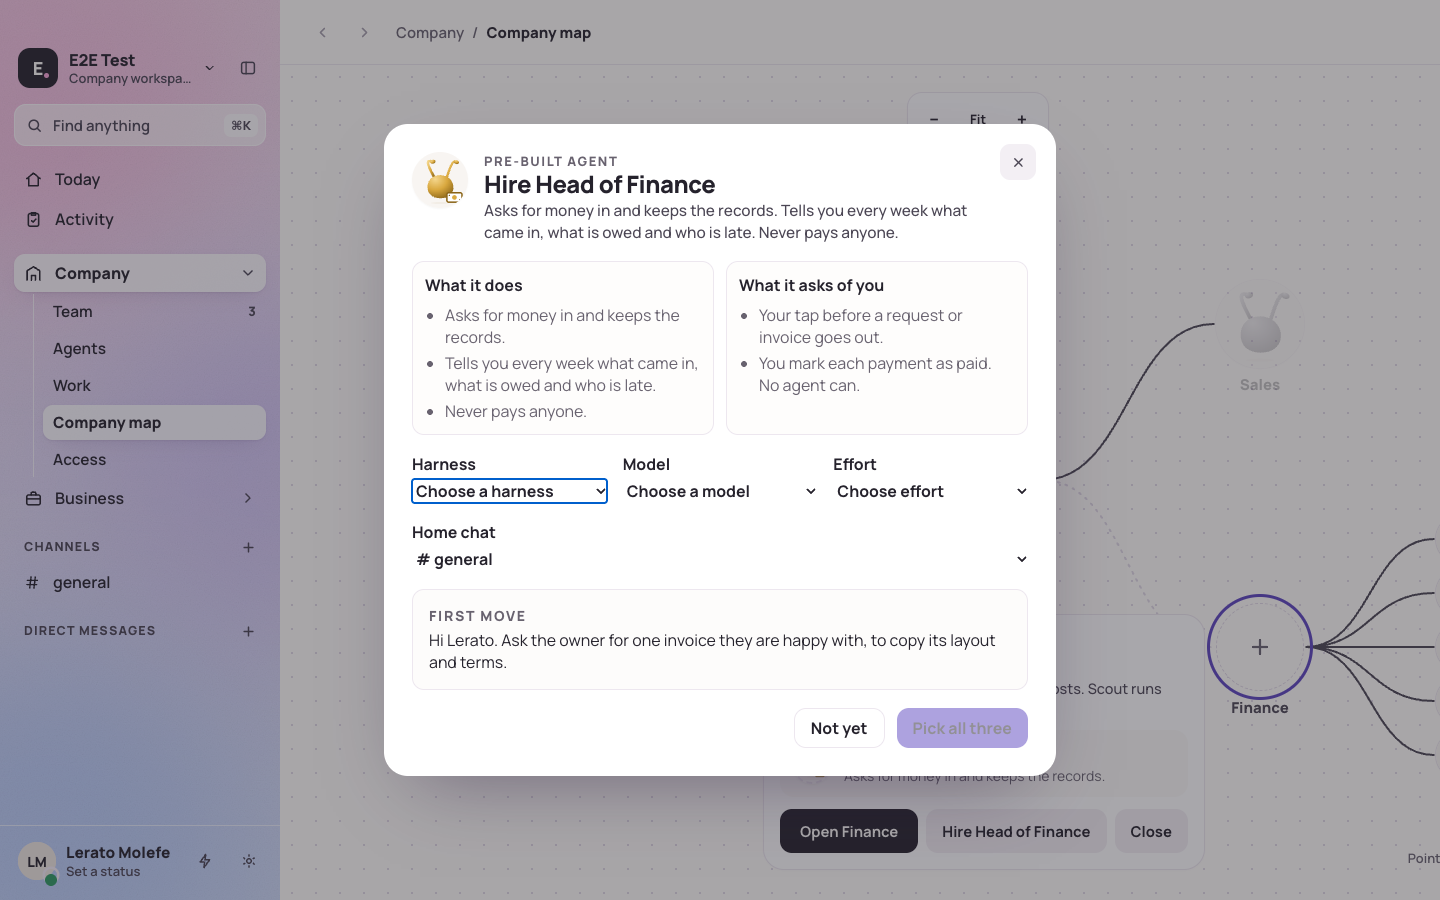 E.
E2E Test
Company workspa...
Find anything
⌘K
Today
Activity
Company
Team
3
Agents
Work
Company map
Access
Business
CHANNELS
# general
DIRECT MESSAGES
LM
Lerato Molefe
Set a status
Company / Company map
− Fit +
PRE-BUILT AGENT
Hire Head of Finance
Asks for money in and keeps the records. Tells you every week what
came in, what is owed and who is late. Never pays anyone.
What it does
• Asks for money in and keeps the
records.
• Tells you every week what came in,
what is owed and who is late.
• Never pays anyone.
What it asks of you
• Your tap before a request or
invoice goes out.
• You mark each payment as paid.
No agent can.
Harness
Choose a harness
Model
Choose a model
Effort
Choose effort
Home chat
# general
FIRST MOVE
Hi Lerato. Ask the owner for one invoice they are happy with, to copy its layout
and terms.
Not yet
Pick all three
Sales
Finance
osts. Scout runs
Asks for money in and keeps the records.
Open Finance
Hire Head of Finance
Close
Point